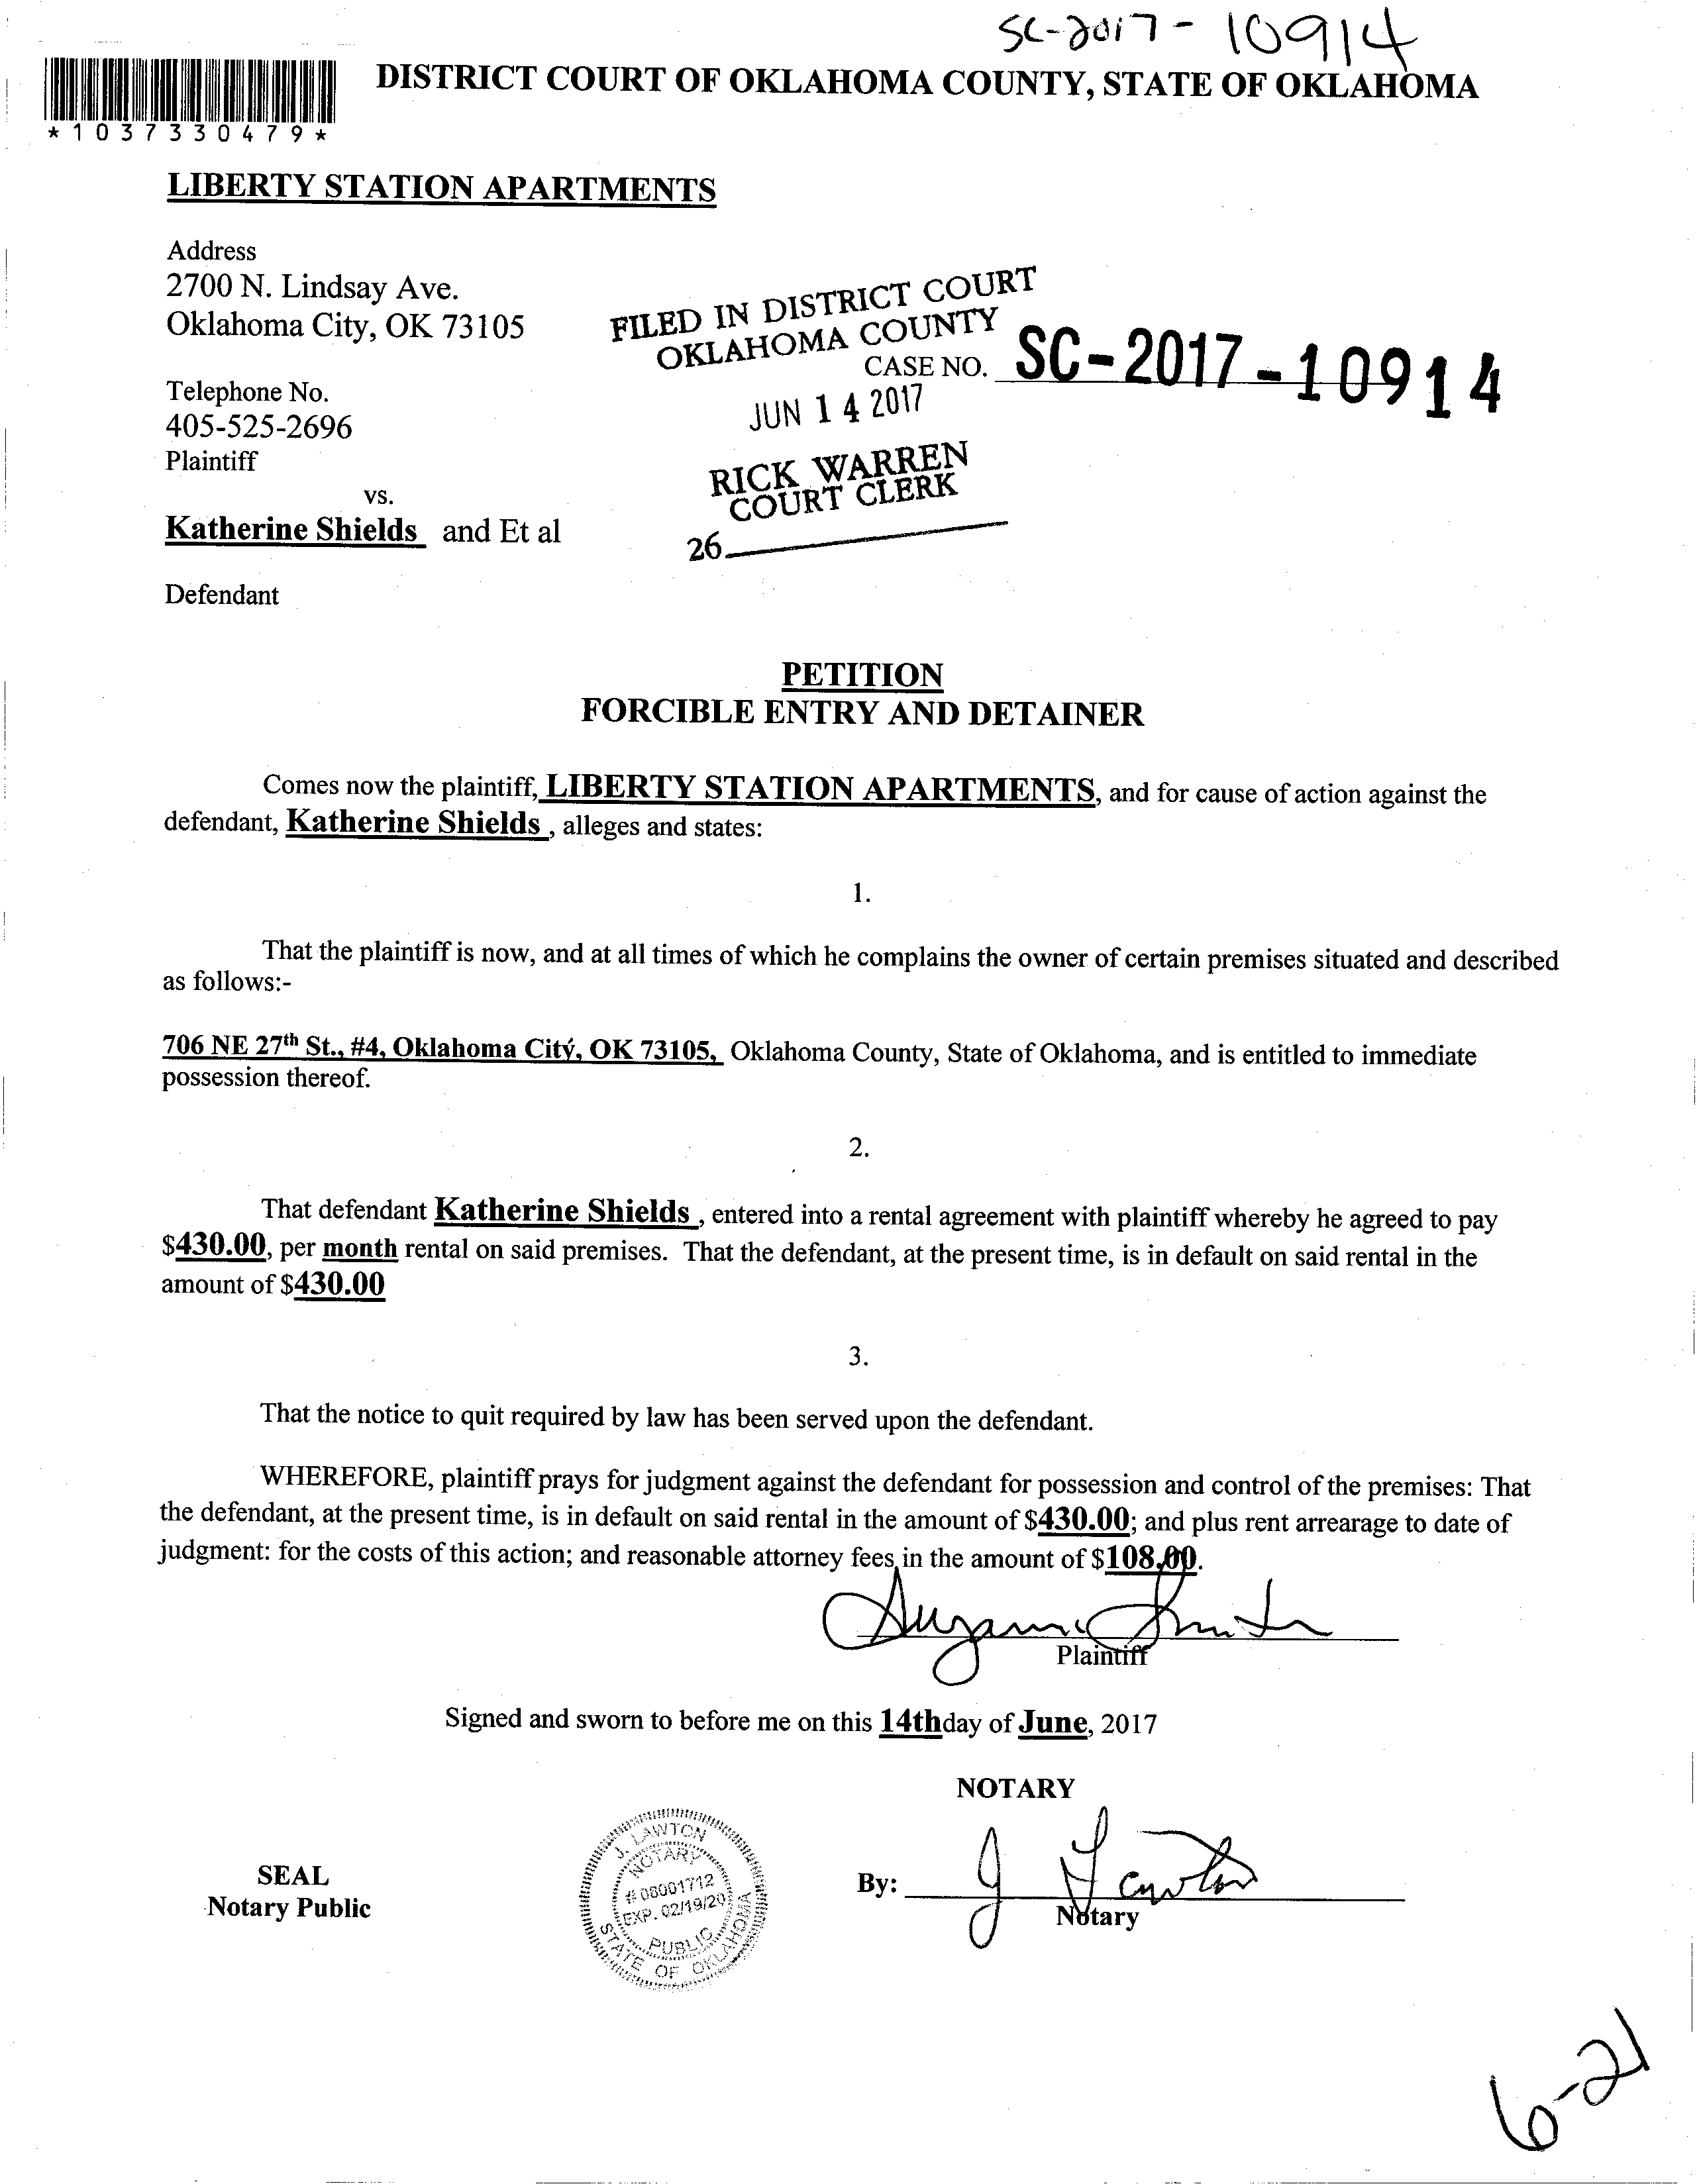 SC-2017-10914
*1037330479*
DISTRICT COURT OF OKLAHOMA COUNTY, STATE OF OKLAHOMA
LIBERTY STATION APARTMENTS
Address
2700 N. Lindsay Ave.
Oklahoma City, OK 73105
FILED IN DISTRICT COURT
OKLAHOMA COUNTY
CASE NO. SC-2017-10914
Telephone No.
405-525-2696
Plaintiff
JUN 14 2017
RICK WARREN
COURT CLERK
26
vs.
Katherine Shields and Et al
Defendant
PETITION
FORCIBLE ENTRY AND DETAINER
Comes now the plaintiff, LIBERTY STATION APARTMENTS, and for cause of action against the
defendant, Katherine Shields , alleges and states:
1.
That the plaintiff is now, and at all times of which he complains the owner of certain premises situated and described
as follows:-
706 NE 27th St., #4, Oklahoma City, OK 73105, Oklahoma County, State of Oklahoma, and is entitled to immediate
possession thereof.
2.
That defendant Katherine Shields , entered into a rental agreement with plaintiff whereby he agreed to pay
$430.00, per month rental on said premises. That the defendant, at the present time, is in default on said rental in the
amount of $430.00
3.
That the notice to quit required by law has been served upon the defendant.
WHEREFORE, plaintiff prays for judgment against the defendant for possession and control of the premises: That
the defendant, at the present time, is in default on said rental in the amount of $430.00; and plus rent arrearage to date of
judgment: for the costs of this action; and reasonable attorney fees in the amount of $108.00.
Suzanne Smith
Plaintiff
Signed and sworn to before me on this 14thday of June, 2017
NOTARY
SEAL
Notary Public
J. LAWTON
NOTARY
# 08001712
EXP. 02/19/20
PUBLIC
STATE OF OKLAHOMA
By: J Lawton
Notary
6-21